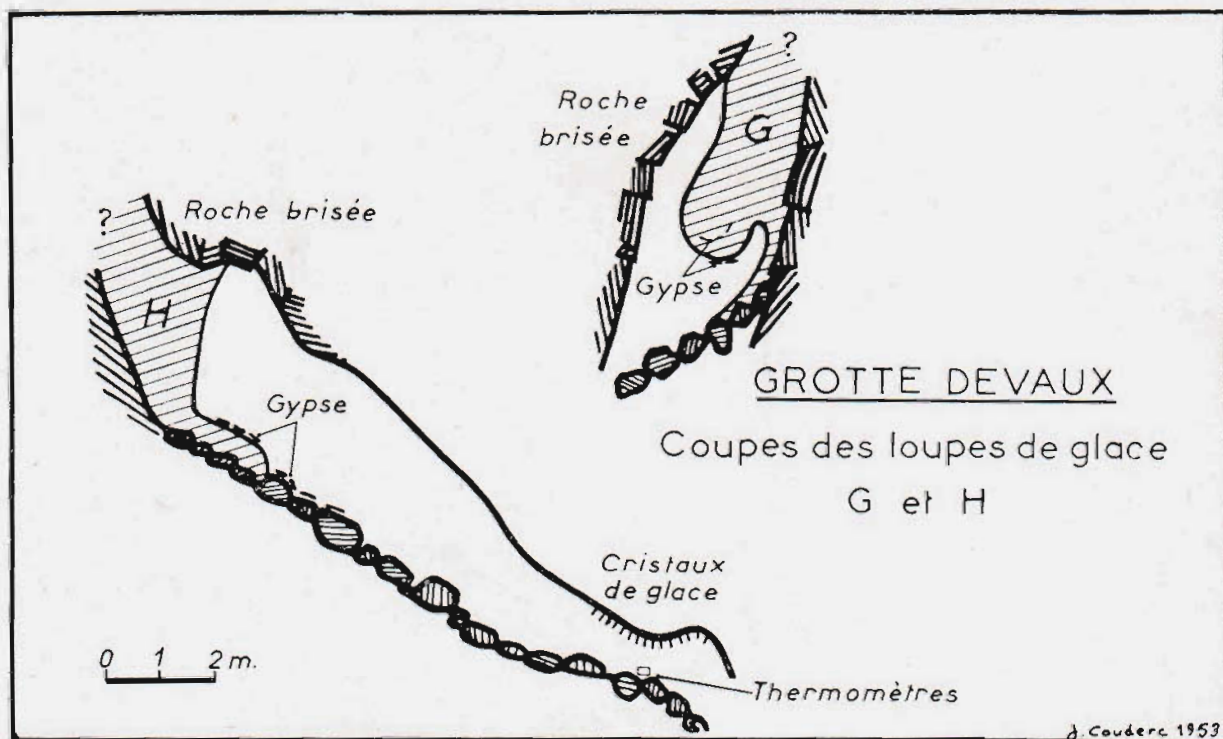 ?
Roche
brisée
G
Gypse
?
Roche brisée
H
Gypse
GROTTE DEVAUX
Coupes des loupes de glace
G et H
Cristaux
de glace
0 1 2 m.
Thermomètres
J. Couderc 1953